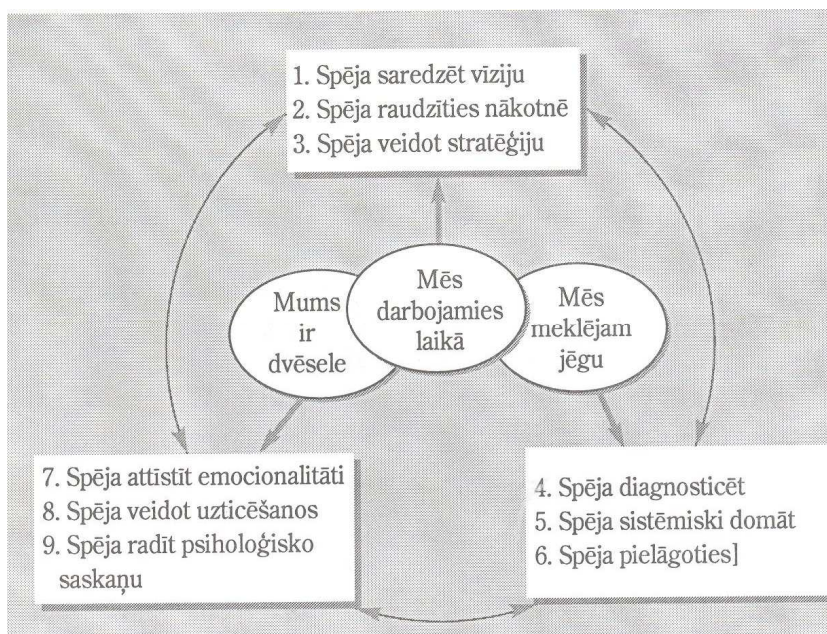 1. Spēja saredzēt vīziju
2. Spēja raudzīties nākotnē
3. Spēja veidot stratēģiju
Mums
ir
dvēsele
Mēs
darbojamies
laikā
Mēs
meklējam
jēgu
7. Spēja attīstīt emocionalitāti
8. Spēja veidot uzticēšanos
9. Spēja radīt psiholoģisko
saskaņu
4. Spēja diagnosticēt
5. Spēja sistēmiski domāt
6. Spēja pielāgoties]